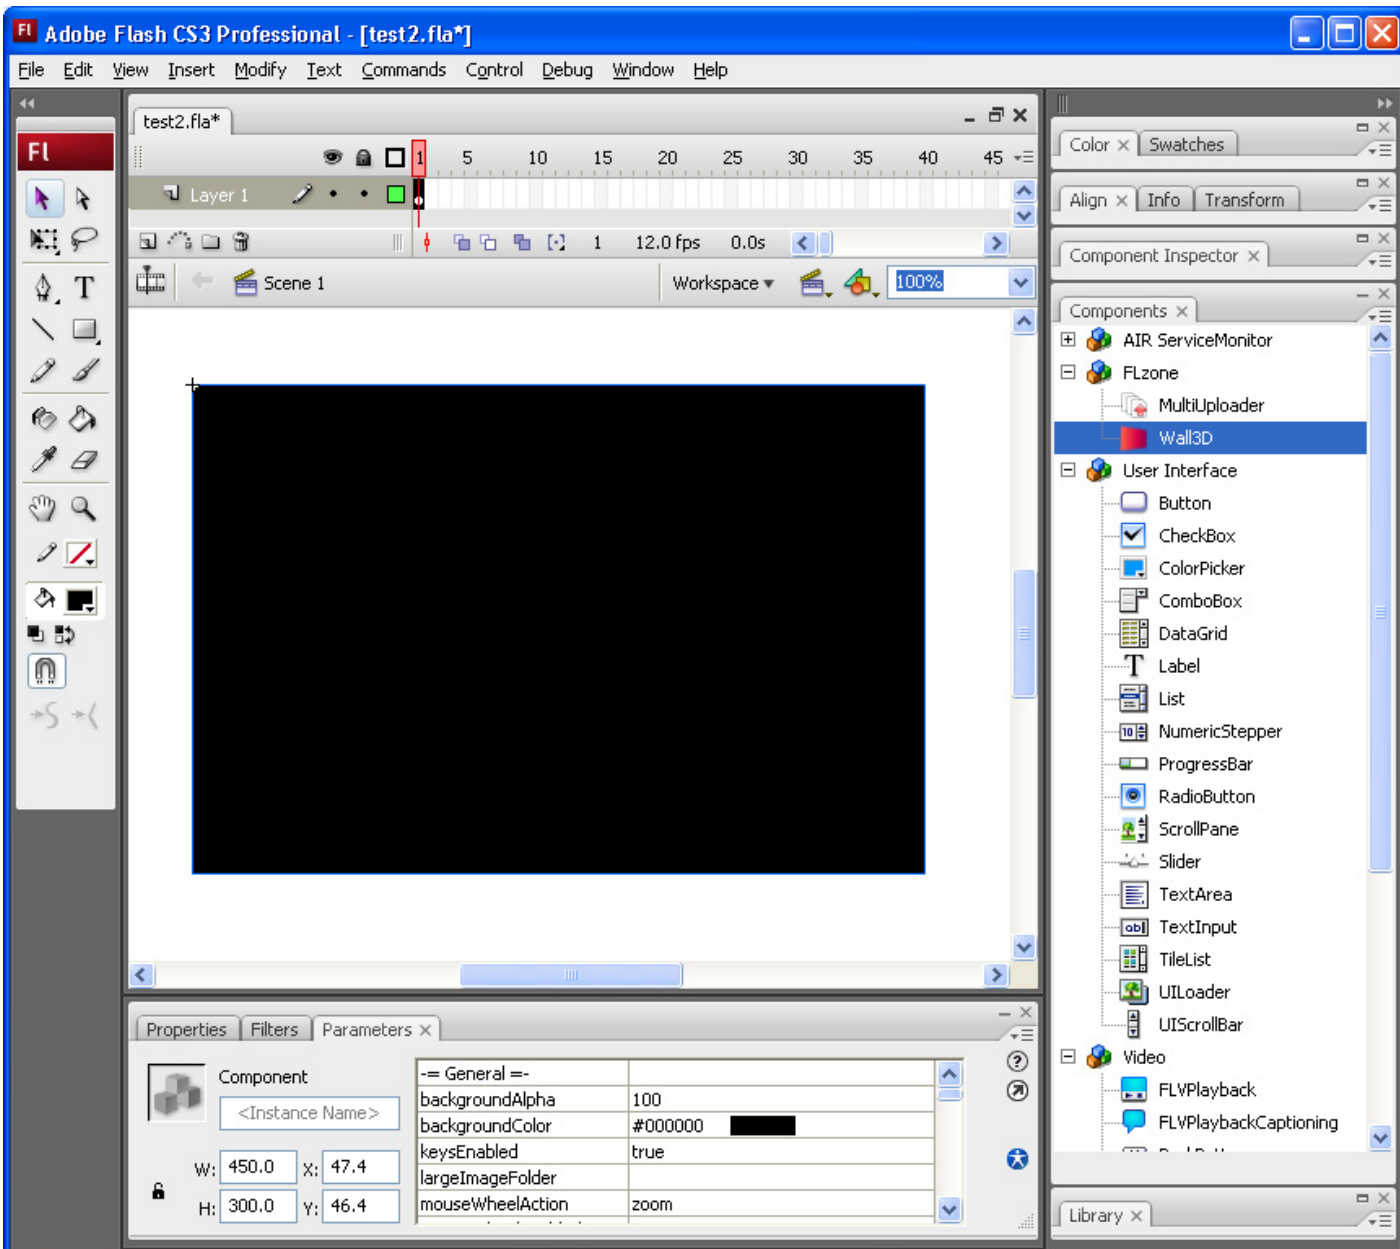 Fl Adobe Flash CS3 Professional - [test2.fla*]
File Edit View Insert Modify Text Commands Control Debug Window Help
test2.fla*
Fl
1 5 10 15 20 25 30 35 40 45
Layer 1
1 12.0 fps 0.0s
Scene 1
Workspace
100%
T
Properties Filters Parameters
Component
<Instance Name>
W: 450.0 X: 47.4
H: 300.0 Y: 46.4
-= General =-
backgroundAlpha 100
backgroundColor #000000
keysEnabled true
largeImageFolder
mouseWheelAction zoom
Color Swatches
Align Info Transform
Component Inspector
Components
AIR ServiceMonitor
FLzone
MultiUploader
Wall3D
User Interface
Button
CheckBox
ColorPicker
ComboBox
DataGrid
T Label
List
10 NumericStepper
ProgressBar
RadioButton
ScrollPane
Slider
TextArea
ab TextInput
TileList
UILoader
UIScrollBar
Video
FLVPlayback
FLVPlaybackCaptioning
Library